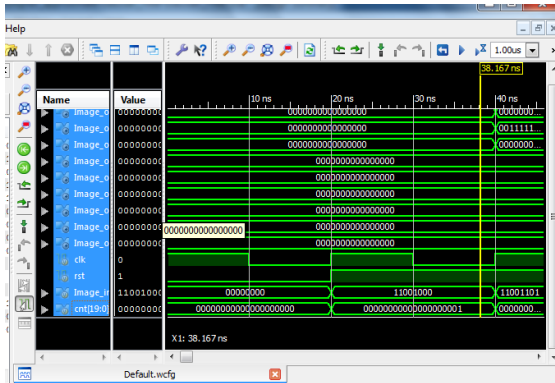 Help
1.00us
38.167 ns
Name
Value
10 ns
20 ns
30 ns
40 ns
Image_o 00000000 0000000000000000 0000000...
Image_o 00000000 0000000000000000 0011111...
Image_o 00000000 0000000000000000 0000000...
Image_o 00000000 0000000000000000
Image_o 00000000 0000000000000000
Image_o 00000000 0000000000000000
Image_o 00000000 0000000000000000
Image_o 00000000 0000000000000000
0000000000000000
clk 0
rst 1
Image_in 11001000 00000000 11001000 11001101
cnt[19:0] 00000000 00000000000000000000 00000000000000000001 0000000...
X1: 38.167 ns
Default.wcfg